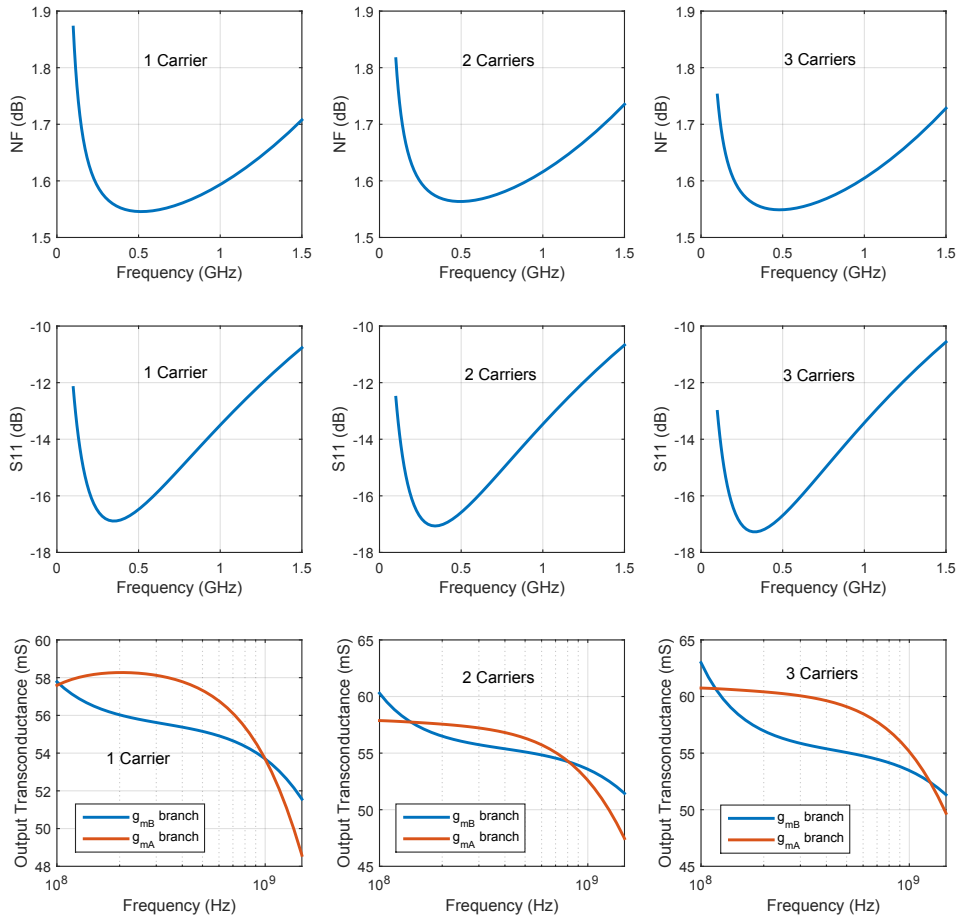 1.9
1.8
1.7
1.6
1.5
NF (dB)
1 Carrier
0
0.5
1
1.5
Frequency (GHz)
1.9
1.8
1.7
1.6
1.5
NF (dB)
2 Carriers
0
0.5
1
1.5
Frequency (GHz)
1.9
1.8
1.7
1.6
1.5
NF (dB)
3 Carriers
0
0.5
1
1.5
Frequency (GHz)
-10
-12
-14
-16
-18
S11 (dB)
1 Carrier
0
0.5
1
1.5
Frequency (GHz)
-10
-12
-14
-16
-18
S11 (dB)
2 Carriers
0
0.5
1
1.5
Frequency (GHz)
-10
-12
-14
-16
-18
S11 (dB)
3 Carriers
0
0.5
1
1.5
Frequency (GHz)
60
58
56
54
52
50
48
Output Transconductance (mS)
1 Carrier
g_mB branch
g_mA branch
10^8
10^9
Frequency (Hz)
65
60
55
50
45
Output Transconductance (mS)
2 Carriers
g_mB branch
g_mA branch
10^8
10^9
Frequency (Hz)
65
60
55
50
45
Output Transconductance (mS)
3 Carriers
g_mB branch
g_mA branch
10^8
10^9
Frequency (Hz)